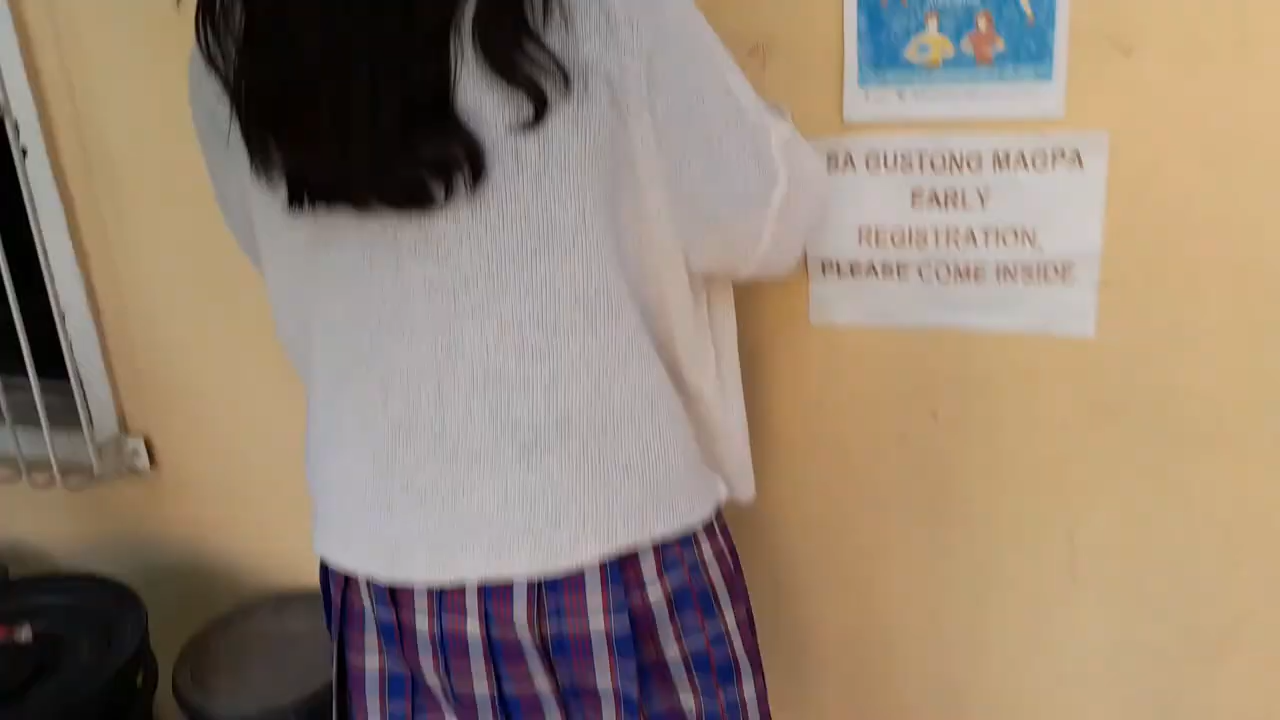 SA GUSTONG MAGPA
EARLY
REGISTRATION,
PLEASE COME INSIDE